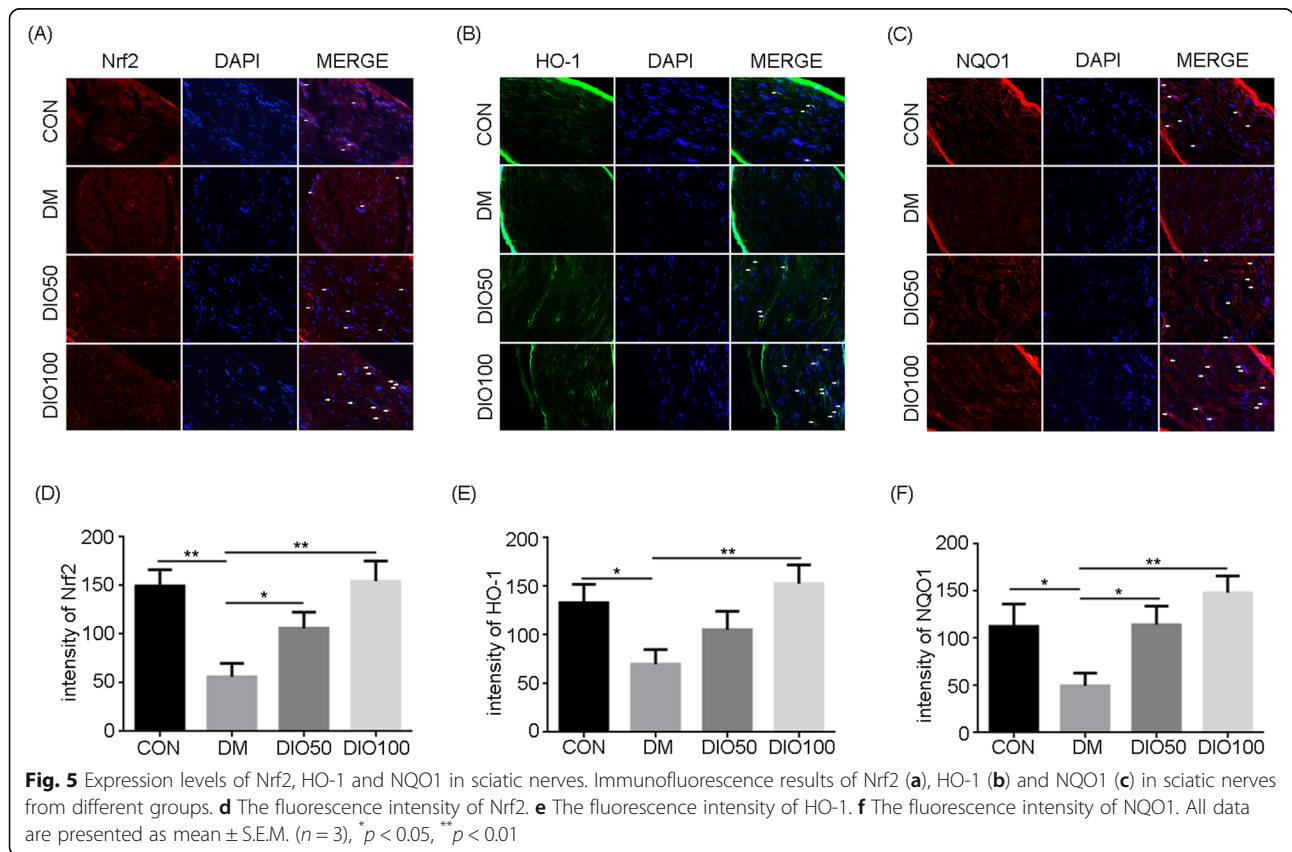 (A)
(B)
(C)
Nrf2 DAPI MERGE
HO-1 DAPI MERGE
NQO1 DAPI MERGE
CON
DM
DIO50
DIO100
CON
DM
DIO50
DIO100
CON
DM
DIO50
DIO100
(D)
intensity of Nrf2
200
150
100
50
0
** ** *
CON DM DIO50 DIO100
(E)
intensity of HO-1
200
150
100
50
0
* **
CON DM DIO50 DIO100
(F)
intensity of NQO1
200
150
100
50
0
* ** *
CON DM DIO50 DIO100
Fig. 5 Expression levels of Nrf2, HO-1 and NQO1 in sciatic nerves. Immunofluorescence results of Nrf2 (a), HO-1 (b) and NQO1 (c) in sciatic nerves
from different groups. d The fluorescence intensity of Nrf2. e The fluorescence intensity of HO-1. f The fluorescence intensity of NQO1. All data
are presented as mean ± S.E.M. (n = 3), *p < 0.05, **p < 0.01